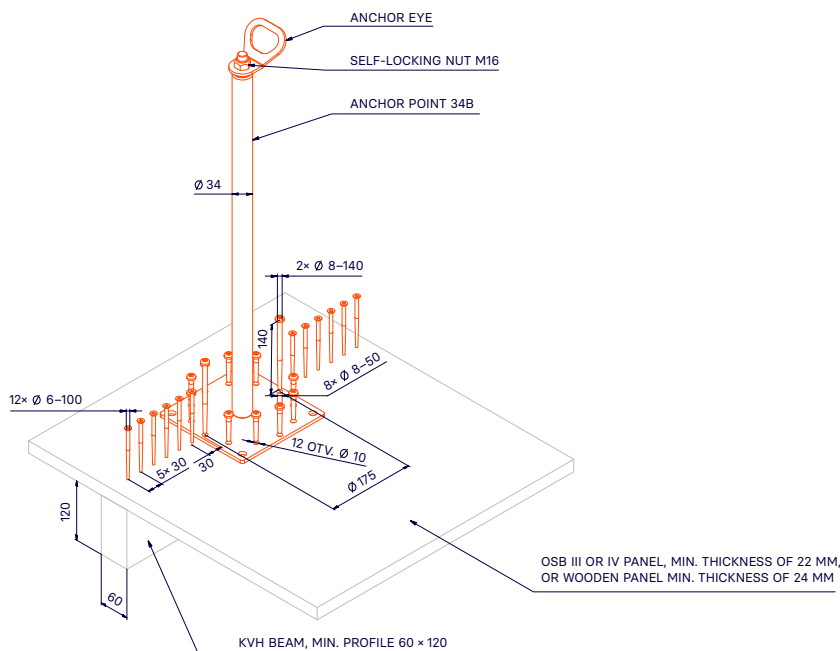 ANCHOR EYE
SELF-LOCKING NUT M16
ANCHOR POINT 34B
Ø 34
2× Ø 8–140
140
8× Ø 8–50
12× Ø 6–100
5× 30
30
12 OTV. Ø 10
Ø 175
120
60
OSB III OR IV PANEL, MIN. THICKNESS OF 22 MM,
OR WOODEN PANEL MIN. THICKNESS OF 24 MM
KVH BEAM, MIN. PROFILE 60 × 120